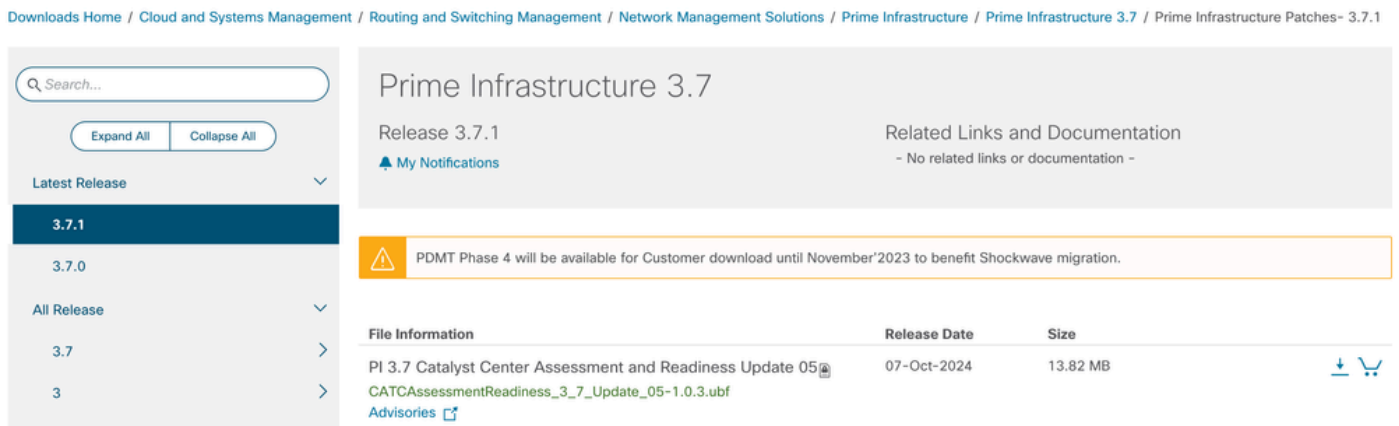 Downloads Home / Cloud and Systems Management / Routing and Switching Management / Network Management Solutions / Prime Infrastructure / Prime Infrastructure 3.7 / Prime Infrastructure Patches- 3.7.1
Search...
Expand All Collapse All
Latest Release
3.7.1
3.7.0
All Release
3.7
3
Prime Infrastructure 3.7
Release 3.7.1
My Notifications
Related Links and Documentation
- No related links or documentation -
PDMT Phase 4 will be available for Customer download until November'2023 to benefit Shockwave migration.
File Information Release Date Size
PI 3.7 Catalyst Center Assessment and Readiness Update 05 07-Oct-2024 13.82 MB
CATCAssessmentReadiness_3_7_Update_05-1.0.3.ubf
Advisories